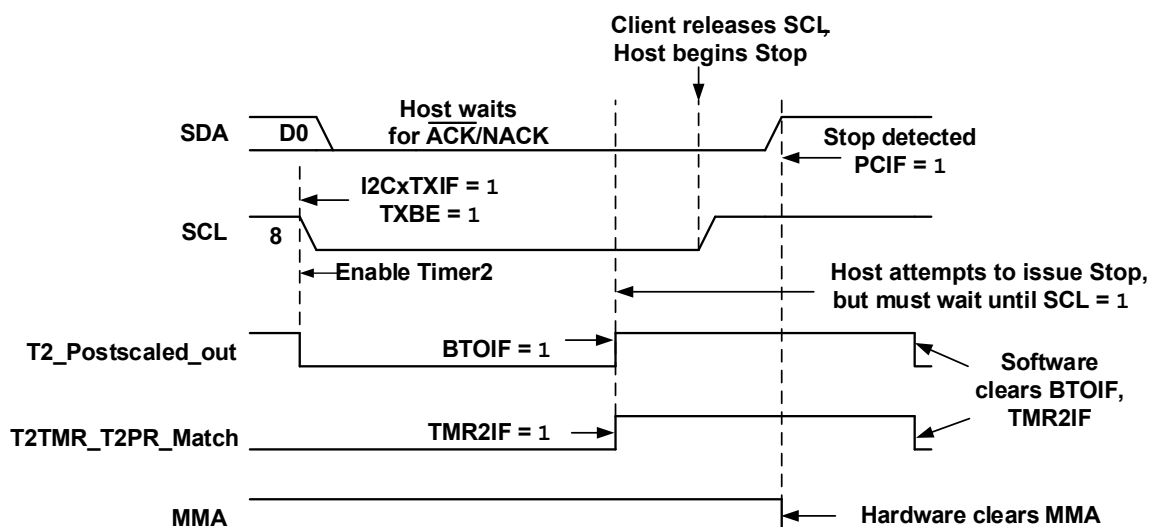 Client releases SCL,
Host begins Stop
SDA
D0
Host waits
for ACK/NACK
Stop detected
PCIF = 1
I2CxTXIF = 1
TXBE = 1
SCL
8
Enable Timer2
Host attempts to issue Stop,
but must wait until SCL = 1
T2_Postscaled_out
BTOIF = 1
Software
clears BTOIF,
TMR2IF
T2TMR_T2PR_Match
TMR2IF = 1
MMA
Hardware clears MMA